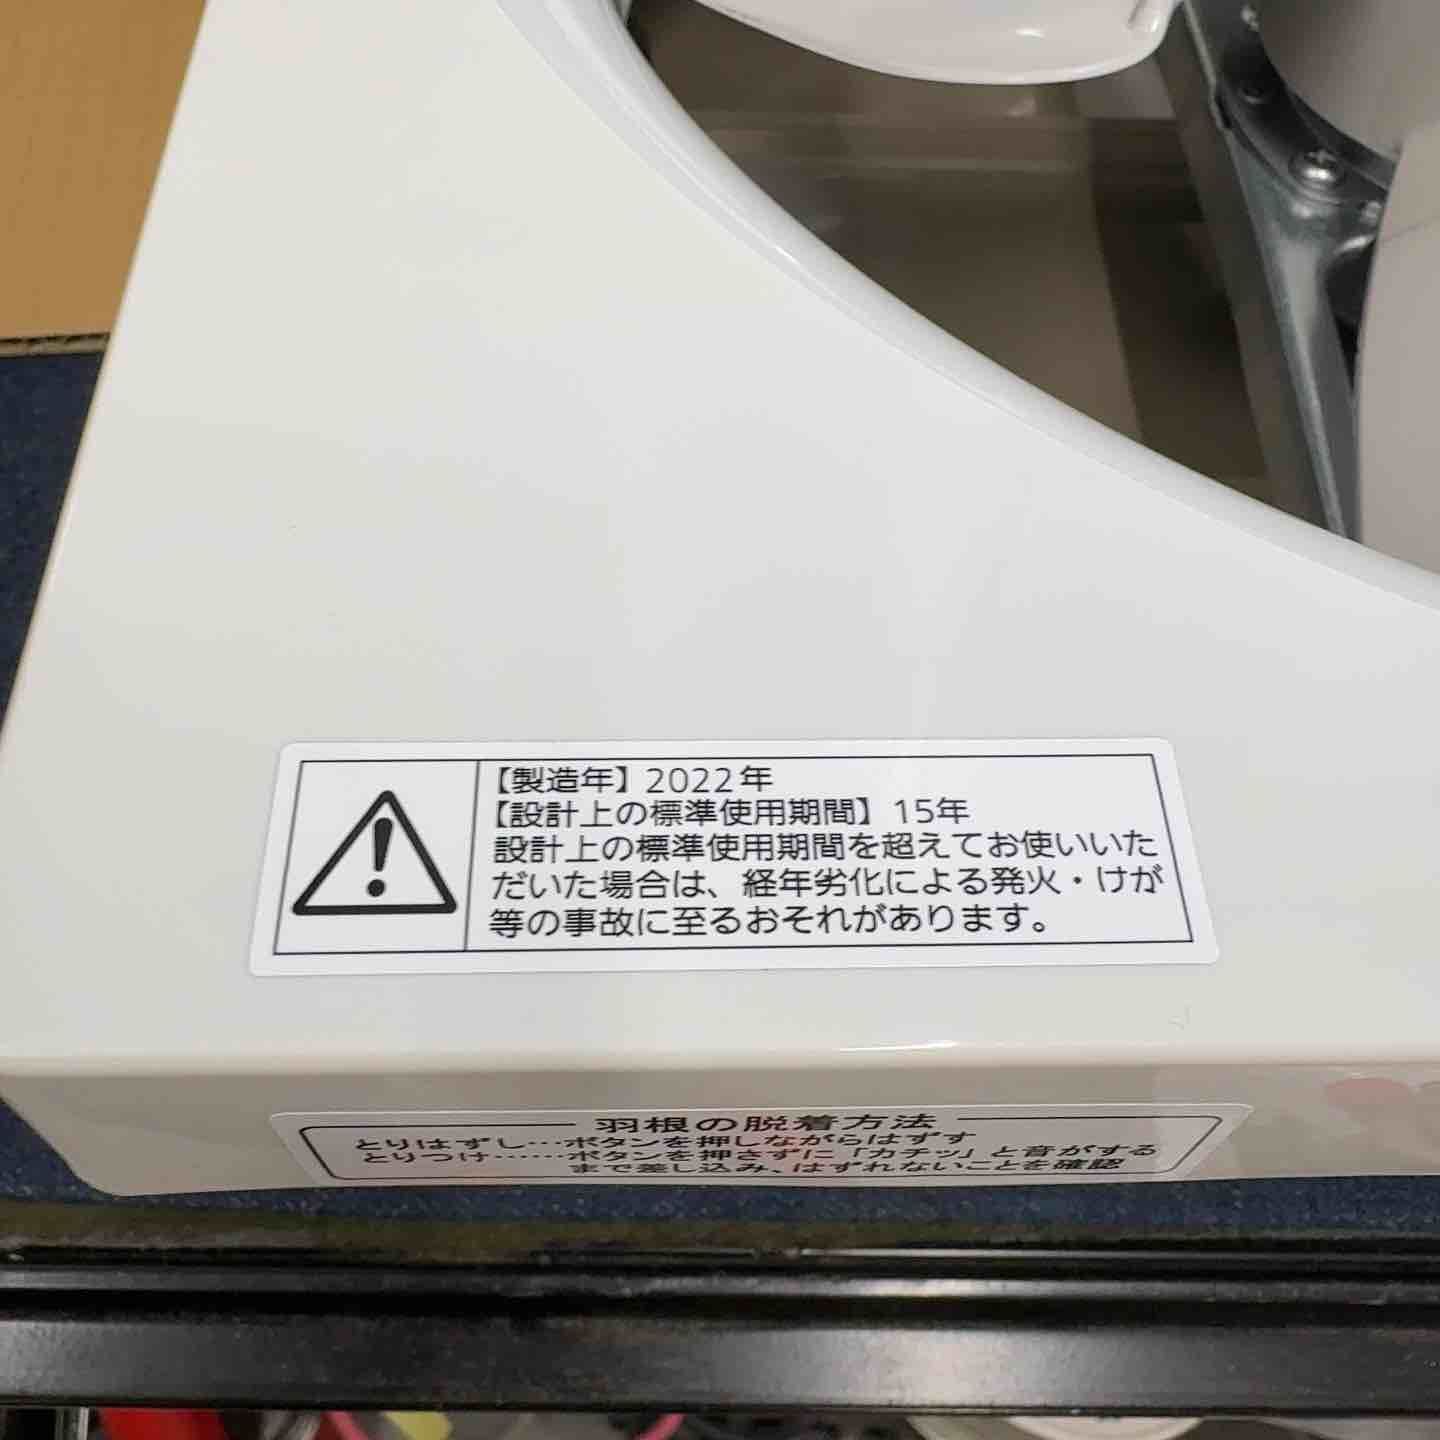 【製造年】2022年
【設計上の標準使用期間】15年
設計上の標準使用期間を超えてお使いいた
だいた場合は、経年劣化による発火・けが
等の事故に至るおそれがあります。
羽根の脱着方法
とりはずし…ボタンを押しながらはずす
とりつけ……ボタンを押さずに「カチッ」と音がする
まで差し込み、はずれないことを確認